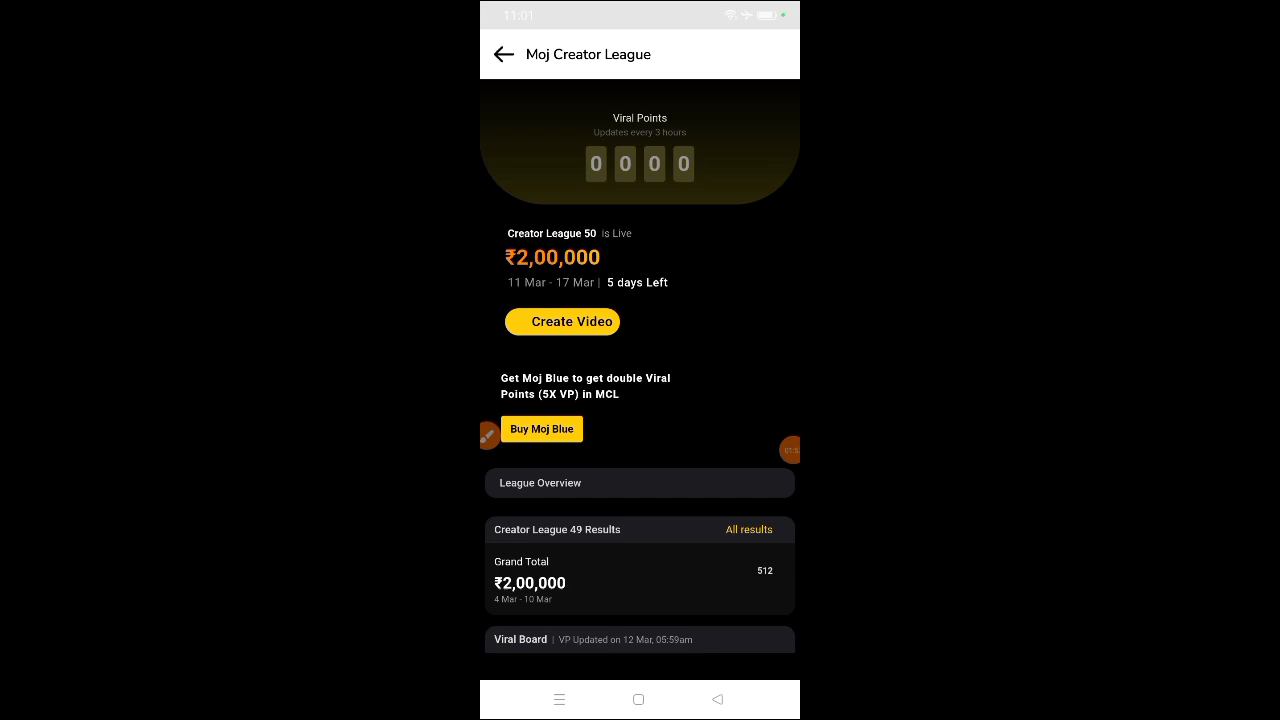 11:01
Moj Creator League
Viral Points
Updates every 3 hours
0 0 0 0
Creator League 50 is Live
₹2,00,000
11 Mar - 17 Mar | 5 days Left
Create Video
Get Moj Blue to get double Viral
Points (5X VP) in MCL
Buy Moj Blue
League Overview
Creator League 49 Results All results
Grand Total
512
₹2,00,000
4 Mar - 10 Mar
Viral Board | VP Updated on 12 Mar, 05:59am